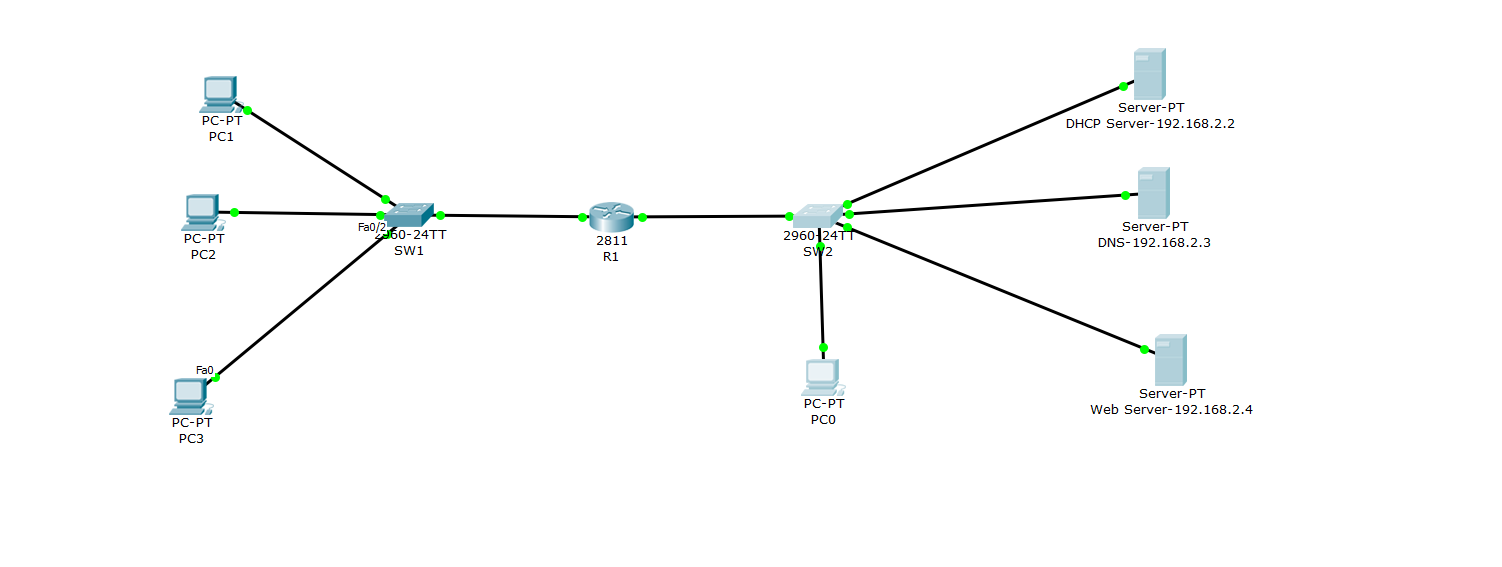 PC-PT
PC1
PC-PT
PC2
Fa0
PC-PT
PC3
Fa0/2
2960-24TT
SW1
2811
R1
2960-24TT
SW2
PC-PT
PC0
Server-PT
DHCP Server-192.168.2.2
Server-PT
DNS-192.168.2.3
Server-PT
Web Server-192.168.2.4